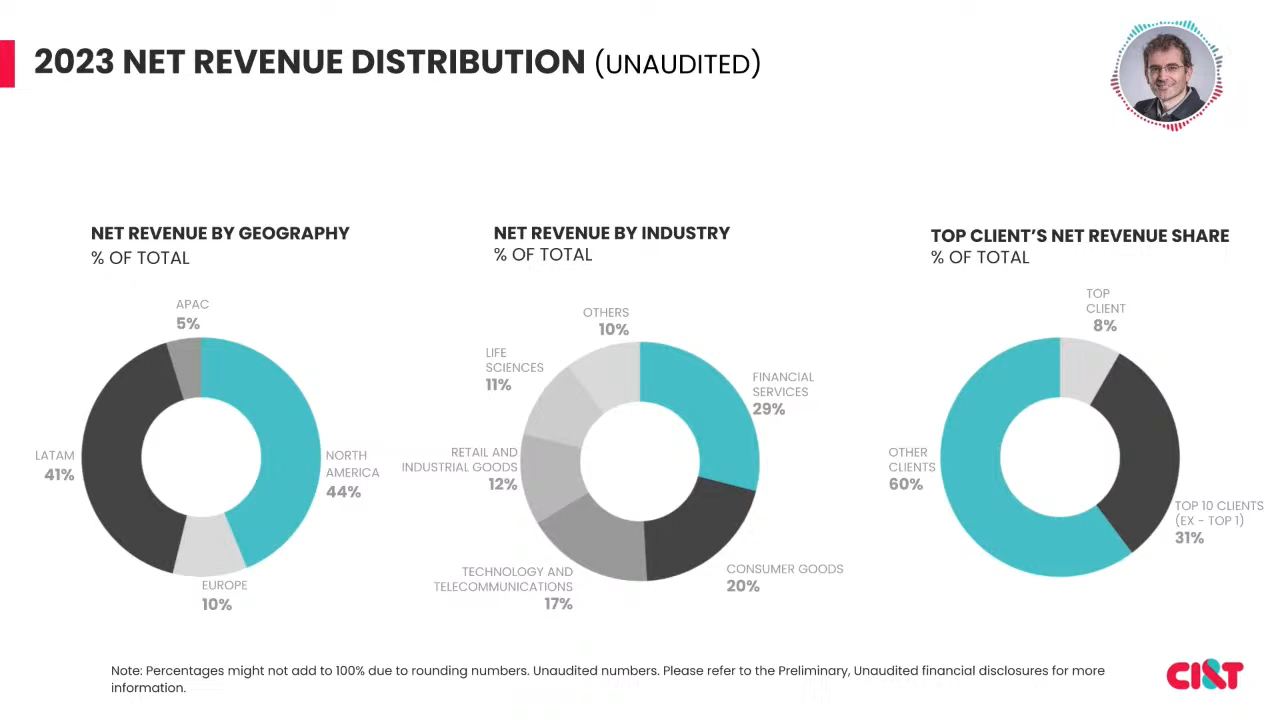 2023 NET REVENUE DISTRIBUTION (UNAUDITED)
NET REVENUE BY GEOGRAPHY
% OF TOTAL
APAC
5%
LATAM
41%
NORTH
AMERICA
44%
EUROPE
10%
NET REVENUE BY INDUSTRY
% OF TOTAL
OTHERS
10%
LIFE
SCIENCES
11%
FINANCIAL
SERVICES
29%
RETAIL AND
INDUSTRIAL GOODS
12%
TECHNOLOGY AND
TELECOMMUNICATIONS
17%
CONSUMER GOODS
20%
TOP CLIENT’S NET REVENUE SHARE
% OF TOTAL
TOP
CLIENT
8%
OTHER
CLIENTS
60%
TOP 10 CLIENTS
(EX - TOP 1)
31%
Note: Percentages might not add to 100% due to rounding numbers. Unaudited numbers. Please refer to the Preliminary, Unaudited financial disclosures for more
information.
CI&T